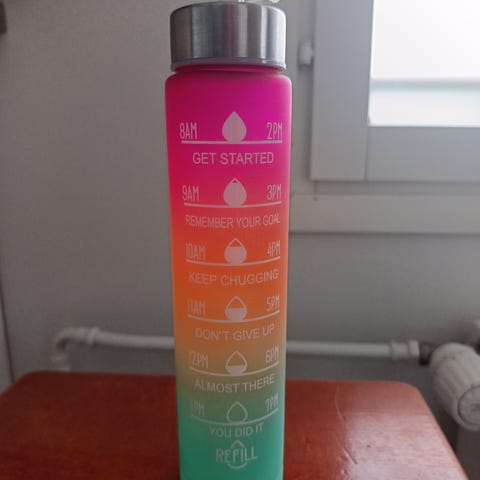 8AM 2PM
GET STARTED
9AM 3PM
REMEMBER YOUR GOAL
10AM 4PM
KEEP CHUGGING
11AM 5PM
DON'T GIVE UP
12PM 6PM
ALMOST THERE
1PM 7PM
YOU DID IT
REFILL